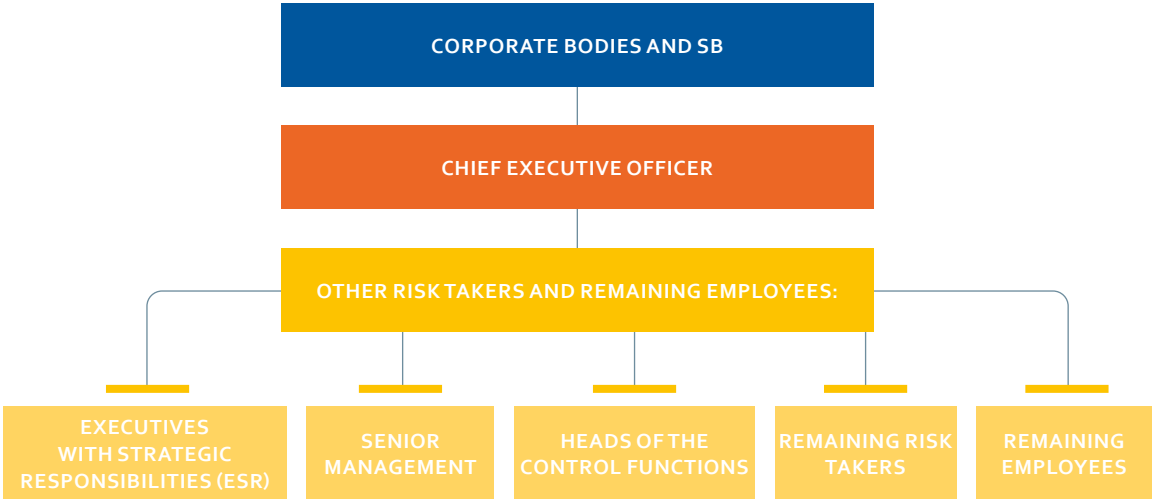 CORPORATE BODIES AND SB
CHIEF EXECUTIVE OFFICER
OTHER RISK TAKERS AND REMAINING EMPLOYEES:
EXECUTIVES
WITH STRATEGIC
RESPONSIBILITIES (ESR)
SENIOR
MANAGEMENT
HEADS OF THE
CONTROL FUNCTIONS
REMAINING RISK
TAKERS
REMAINING
EMPLOYEES